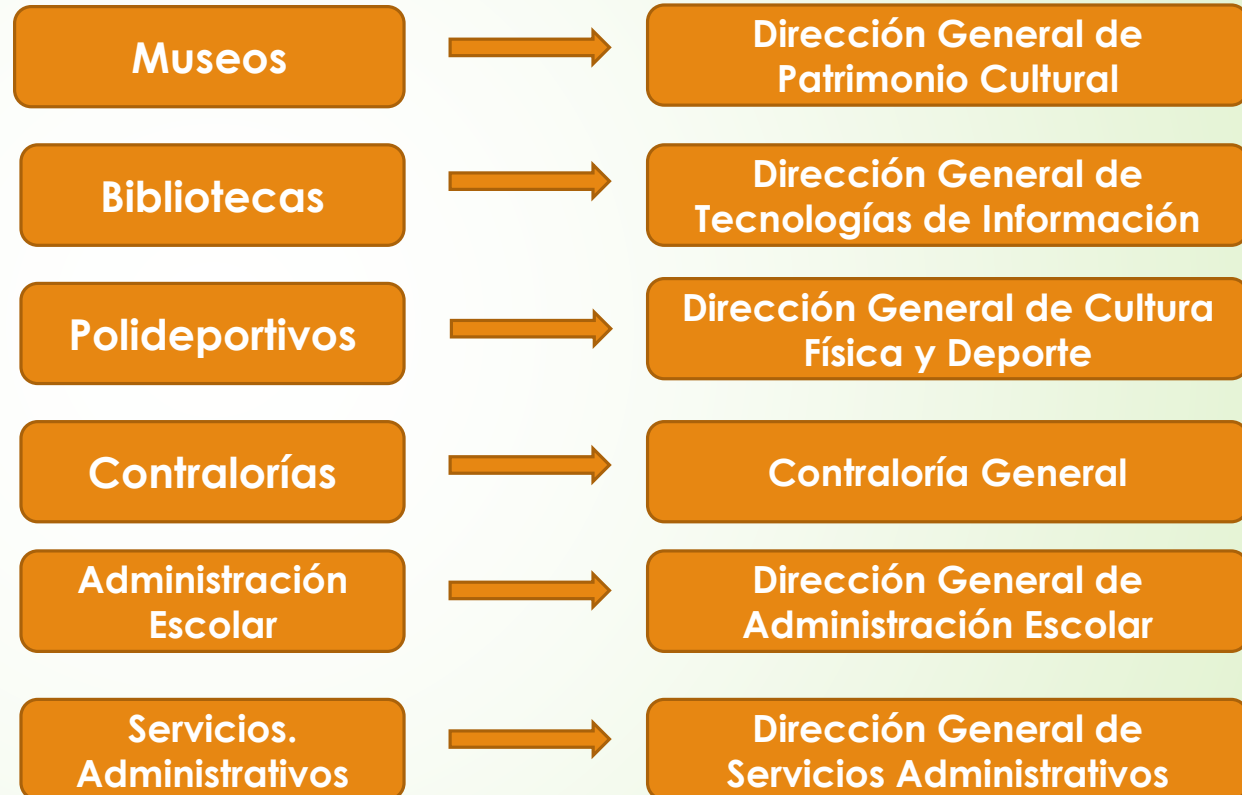 Museos
Dirección General de
Patrimonio Cultural
Bibliotecas
Dirección General de
Tecnologías de Información
Polideportivos
Dirección General de Cultura
Física y Deporte
Contralorías
Contraloría General
Administración
Escolar
Dirección General de
Administración Escolar
Servicios.
Administrativos
Dirección General de
Servicios Administrativos